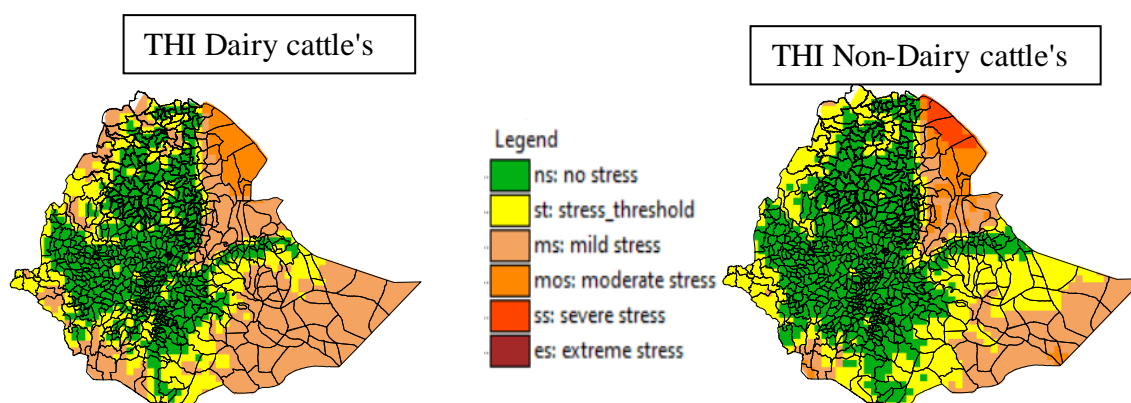 THI Dairy cattle's
THI Non-Dairy cattle's
Legend
ns: no stress
st: stress_threshold
ms: mild stress
mos: moderate stress
ss: severe stress
es: extreme stress